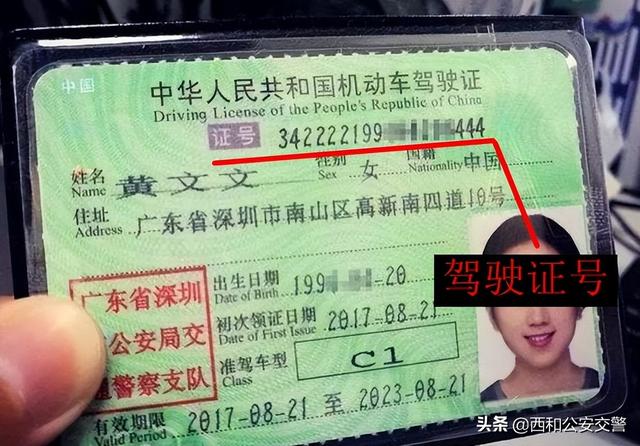 中国
中华人民共和国机动车驾驶证
Driving License of the People's Republic of China
证号 342222199 444
姓名 Name 黄文文 性别 Sex 女 国籍 Nationality 中国
住址 Address 广东省深圳市南山区高新南四道10号
驾驶证号
出生日期 Date of Birth 199 -20
初次领证日期 Date of First Issue 2017-08-21
准驾车型 Class C1
有效期限 Valid Period 2017-08-21 至 2023-08-21
广东省深圳
公安局交
警察支队
头条 @西和公安交警